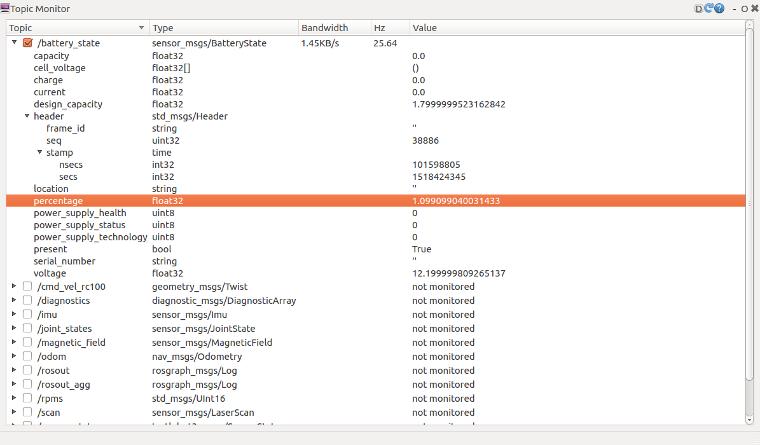 Topic Monitor
D ? - O ✖
Topic Type Bandwidth Hz Value
/battery_state sensor_msgs/BatteryState 1.45KB/s 25.64
capacity float32 0.0
cell_voltage float32[] ()
charge float32 0.0
current float32 0.0
design_capacity float32 1.7999999523162842
header std_msgs/Header
frame_id string ''
seq uint32 38886
stamp time
nsecs int32 101598805
secs int32 1518424345
location string ''
percentage float32 1.099099040031433
power_supply_health uint8 0
power_supply_status uint8 0
power_supply_technology uint8 0
present bool True
serial_number string ''
voltage float32 12.199999809265137
/cmd_vel_rc100 geometry_msgs/Twist not monitored
/diagnostics diagnostic_msgs/DiagnosticArray not monitored
/imu sensor_msgs/Imu not monitored
/joint_states sensor_msgs/JointState not monitored
/magnetic_field sensor_msgs/MagneticField not monitored
/odom nav_msgs/Odometry not monitored
/rosout rosgraph_msgs/Log not monitored
/rosout_agg rosgraph_msgs/Log not monitored
/rpms std_msgs/UInt16 not monitored
/scan sensor_msgs/LaserScan not monitored